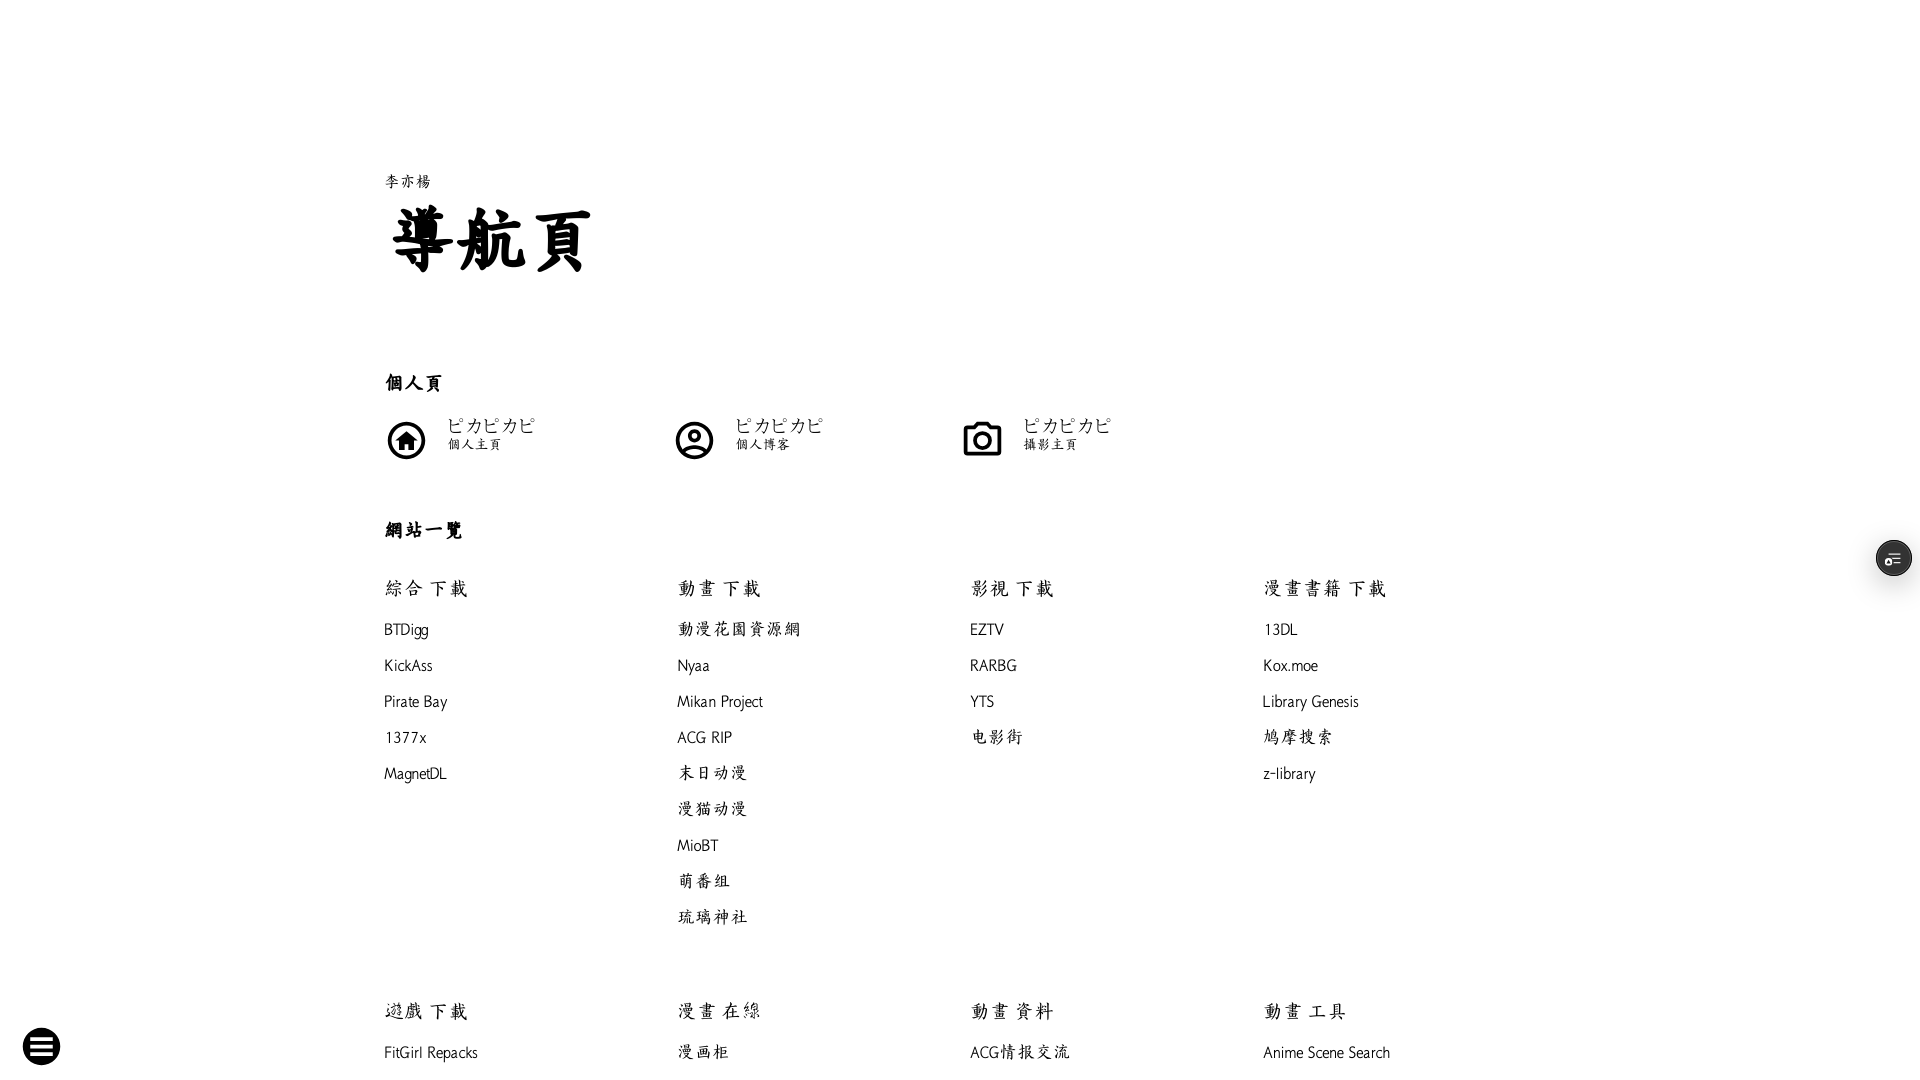 李亦楊
導航頁
個人頁
ピカピカピ
個人主頁
ピカピカピ
個人博客
ピカピカピ
攝影主頁
網站一覽
綜合 下載
BTDigg
KickAss
Pirate Bay
1377x
MagnetDL
動畫 下載
動漫花園資源網
Nyaa
Mikan Project
ACG RIP
末日动漫
漫猫动漫
MioBT
萌番组
琉璃神社
影視 下載
EZTV
RARBG
YTS
电影街
漫畫書籍 下載
13DL
Kox.moe
Library Genesis
鸠摩搜索
z-library
遊戲 下載
FitGirl Repacks
漫畫 在線
漫画柜
動畫 資料
ACG情报交流
動畫 工具
Anime Scene Search